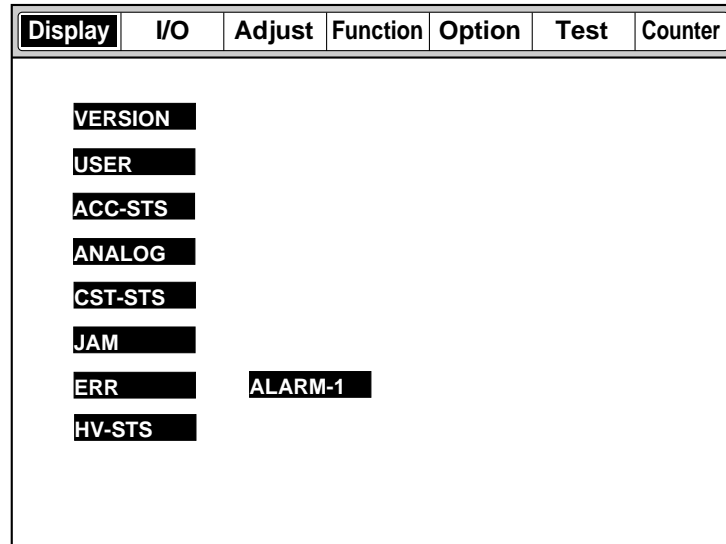 Display I/O Adjust Function Option Test Counter
VERSION
USER
ACC-STS
ANALOG
CST-STS
JAM
ERR ALARM-1
HV-STS